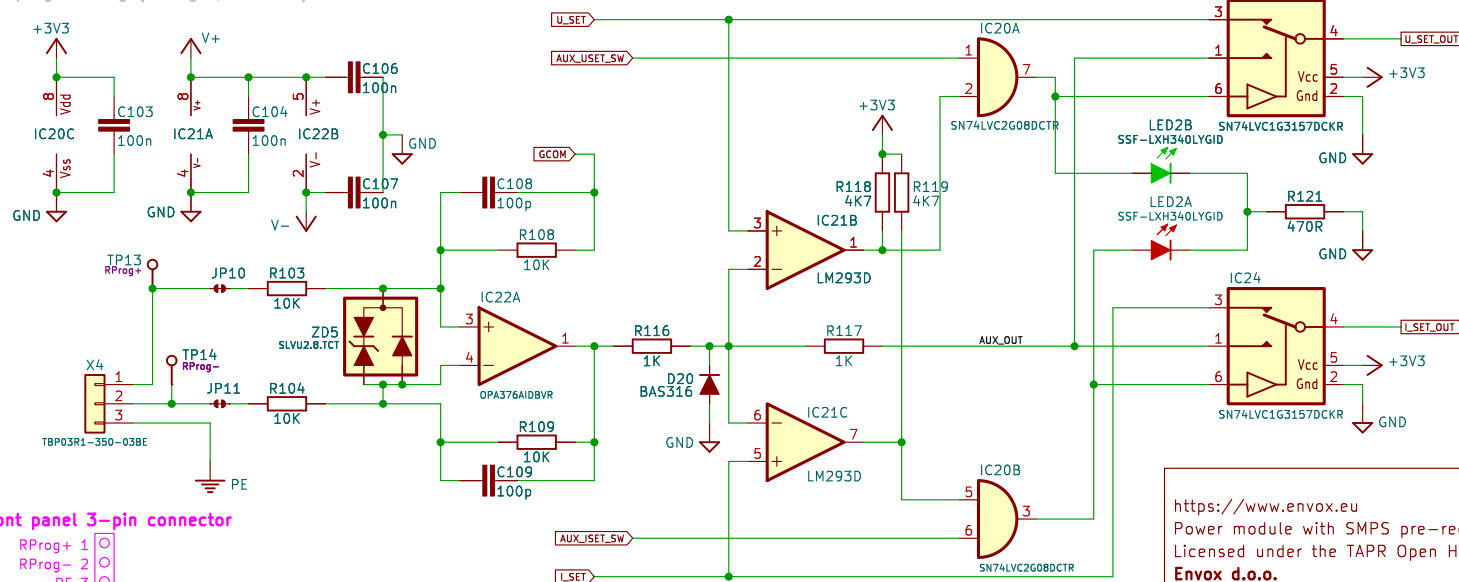 U_SET
AUX_USET_SW
IC20A
1
2
7
SN74LVC2G08DCTR
3
1
6
4
5
2
Vcc
Gnd
U_SET_OUT
+3V3
SN74LVC1G3157DCKR
GND
+3V3
8
Vdd
IC20C
4
Vss
GND
C103
100n
V+
8
V+
IC21A
4
V-
GND
C104
100n
5
V+
IC22B
2
V-
V-
C106
100n
GND
C107
100n
GCOM
C108
100p
R108
10K
+3V3
R118
4K7
R119
4K7
LED2B
SSF-LXH340LYGID
LED2A
SSF-LXH340LYGID
R121
470R
GND
IC21B
3
+
2
-
1
LM293D
TP13
RProg+
JP10
R103
10K
ZD5
SLVU2.8.TCT
IC22A
3
+
4
-
1
OPA376AIDBVR
R116
1K
R117
1K
AUX_OUT
D20
BAS316
GND
IC24
3
1
6
4
5
2
Vcc
Gnd
I_SET_OUT
+3V3
SN74LVC1G3157DCKR
GND
TP14
RProg-
X4
1
2
3
JP11
R104
10K
TBP03R1-350-03BE
PE
R109
10K
C109
100p
IC21C
6
-
5
+
7
LM293D
IC20B
5
6
3
SN74LVC2G08DCTR
AUX_ISET_SW
I_SET
ont panel 3-pin connector
RProg+ 1
RProg- 2
PE 3
https://www.envox.eu
Power module with SMPS pre-re
Licensed under the TAPR Open H
Envox d.o.o.